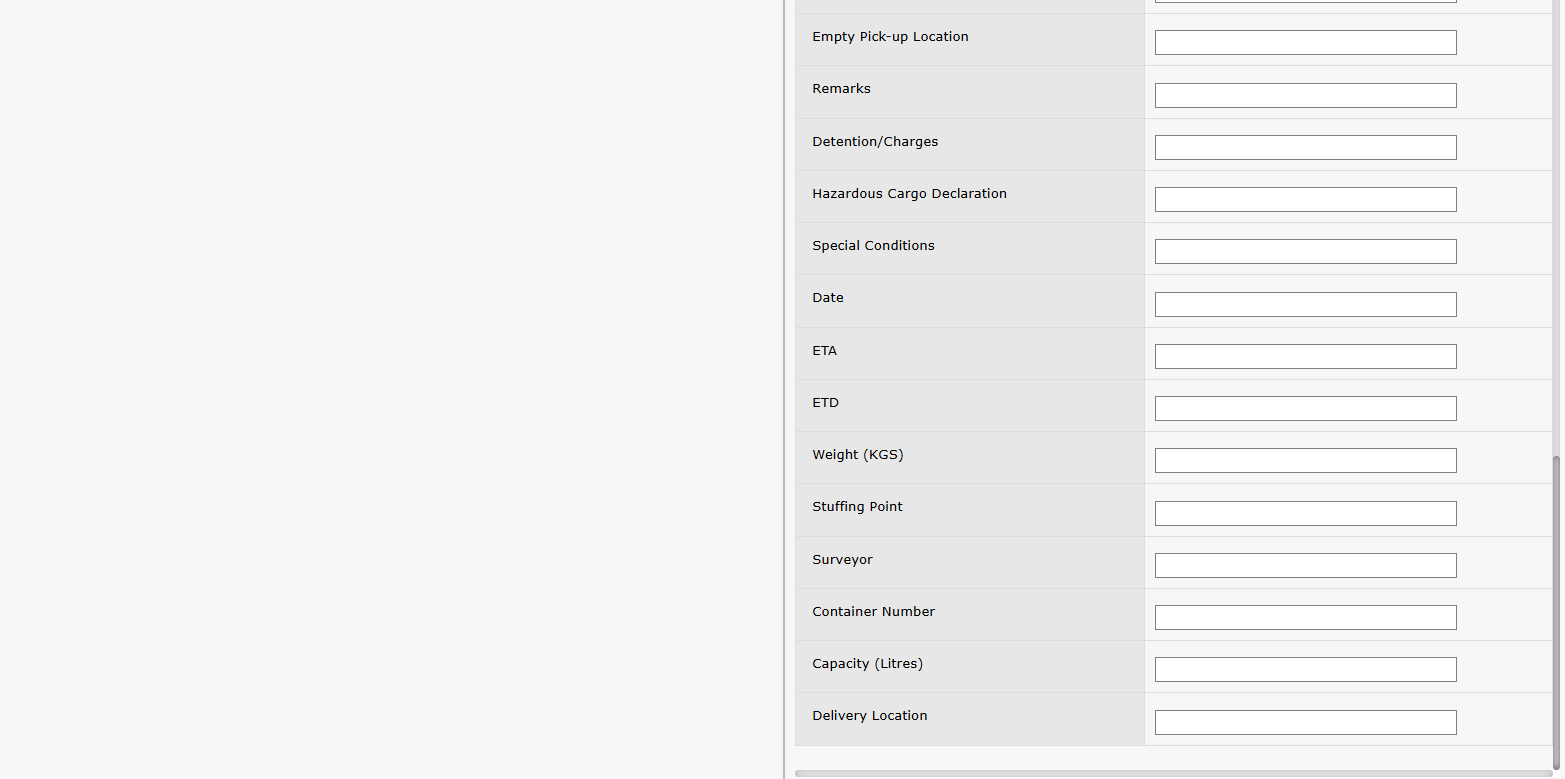 Empty Pick-up Location
Remarks
Detention/Charges
Hazardous Cargo Declaration
Special Conditions
Date
ETA
ETD
Weight (KGS)
Stuffing Point
Surveyor
Container Number
Capacity (Litres)
Delivery Location